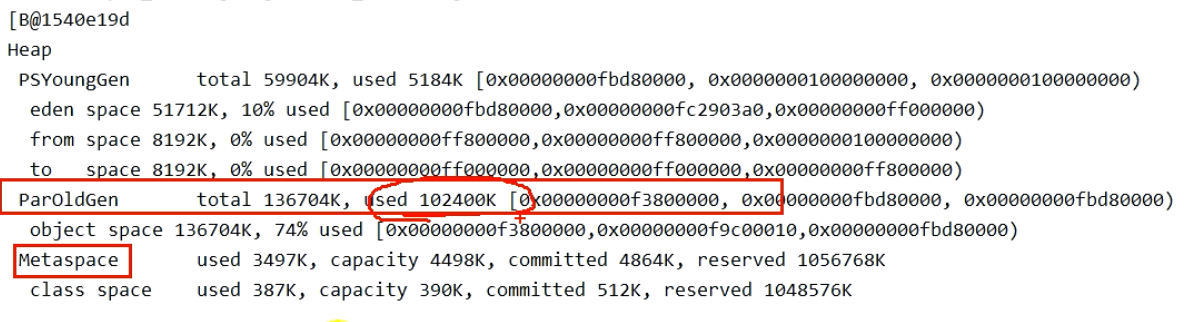 [B@1540e19d
Heap
PSYoungGen      total 59904K, used 5184K [0x00000000fbd80000, 0x0000000100000000, 0x0000000100000000)
eden space 51712K, 10% used [0x00000000fbd80000,0x00000000fc2903a0,0x00000000ff000000)
from space 8192K, 0% used [0x00000000ff800000,0x00000000ff800000,0x0000000100000000)
to   space 8192K, 0% used [0x00000000ff000000,0x00000000ff000000,0x00000000ff800000)
ParOldGen       total 136704K, used 102400K [0x00000000f3800000, 0x00000000fbd80000, 0x00000000fbd80000)
object space 136704K, 74% used [0x00000000f3800000,0x00000000f9c00010,0x00000000fbd80000)
Metaspace       used 3497K, capacity 4498K, committed 4864K, reserved 1056768K
class space    used 387K, capacity 390K, committed 512K, reserved 1048576K